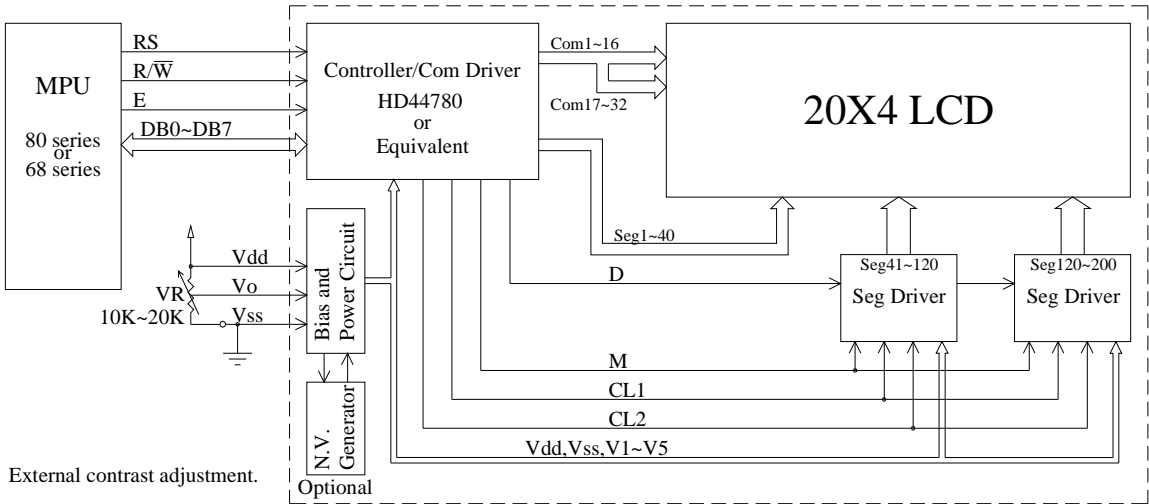 MPU
80 series
or
68 series
RS
R/W̅
E
DB0~DB7
Controller/Com Driver
HD44780
or
Equivalent
Com1~16
Com17~32
20X4 LCD
Seg1~40
D
Seg41~120
Seg Driver
Seg120~200
Seg Driver
Vdd
Vo
VR
10K~20K
Vss
Bias and
Power Circuit
M
CL1
CL2
Vdd,Vss,V1~V5
N.V.
Generator
Optional
External contrast adjustment.